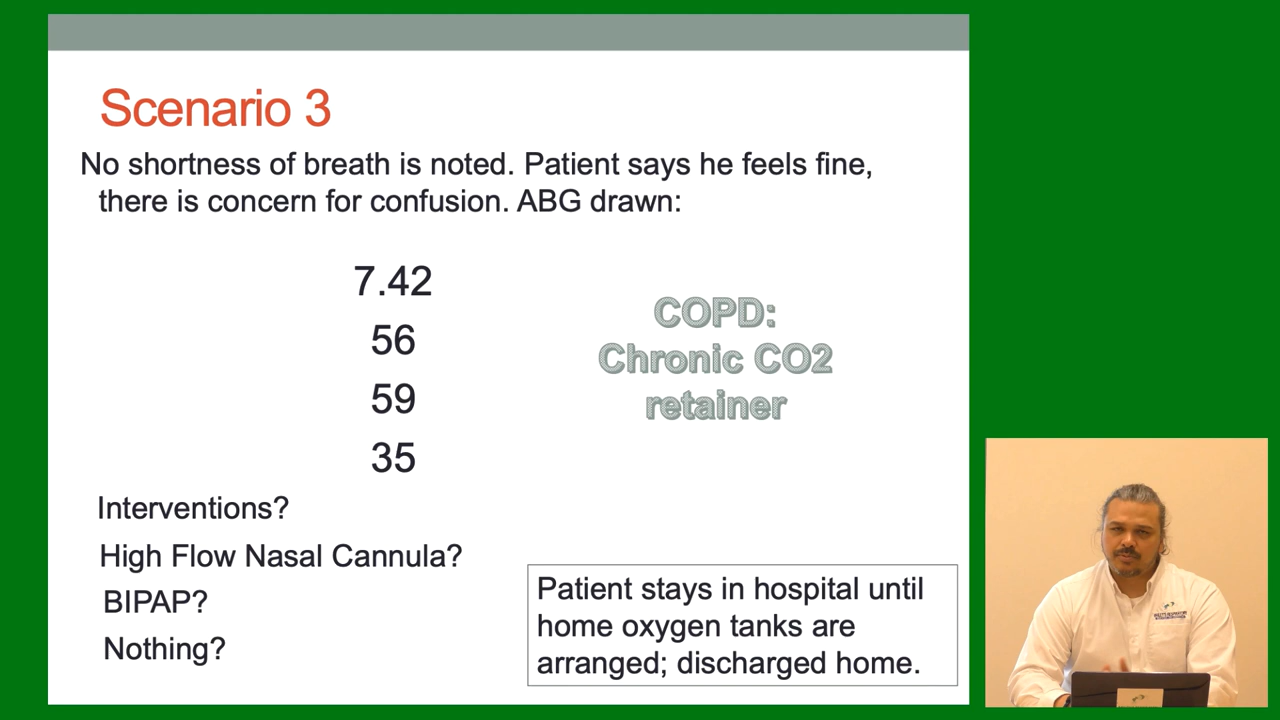 Scenario 3
No shortness of breath is noted. Patient says he feels fine,
there is concern for confusion. ABG drawn:
7.42
56
59
35
COPD:
Chronic CO2
retainer
Interventions?
High Flow Nasal Cannula?
BIPAP?
Nothing?
Patient stays in hospital until
home oxygen tanks are
arranged; discharged home.